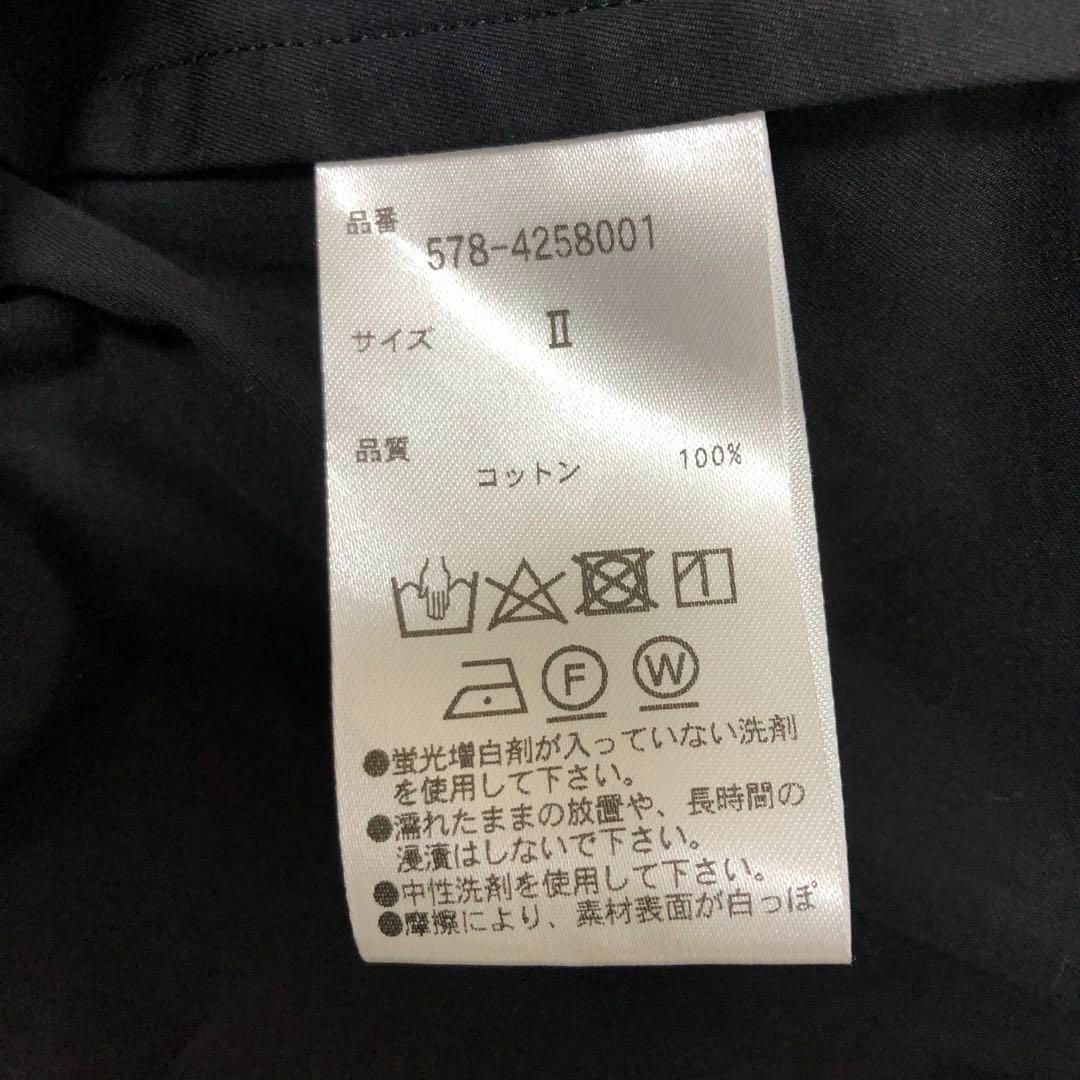 品番 578-4258001
サイズ Ⅱ
品質 コットン 100%
F W
●蛍光増白剤が入っていない洗剤
を使用して下さい。
●濡れたままの放置や、長時間の
浸漬はしないで下さい。
●中性洗剤を使用して下さい。
●摩擦により、素材表面が白っぽ